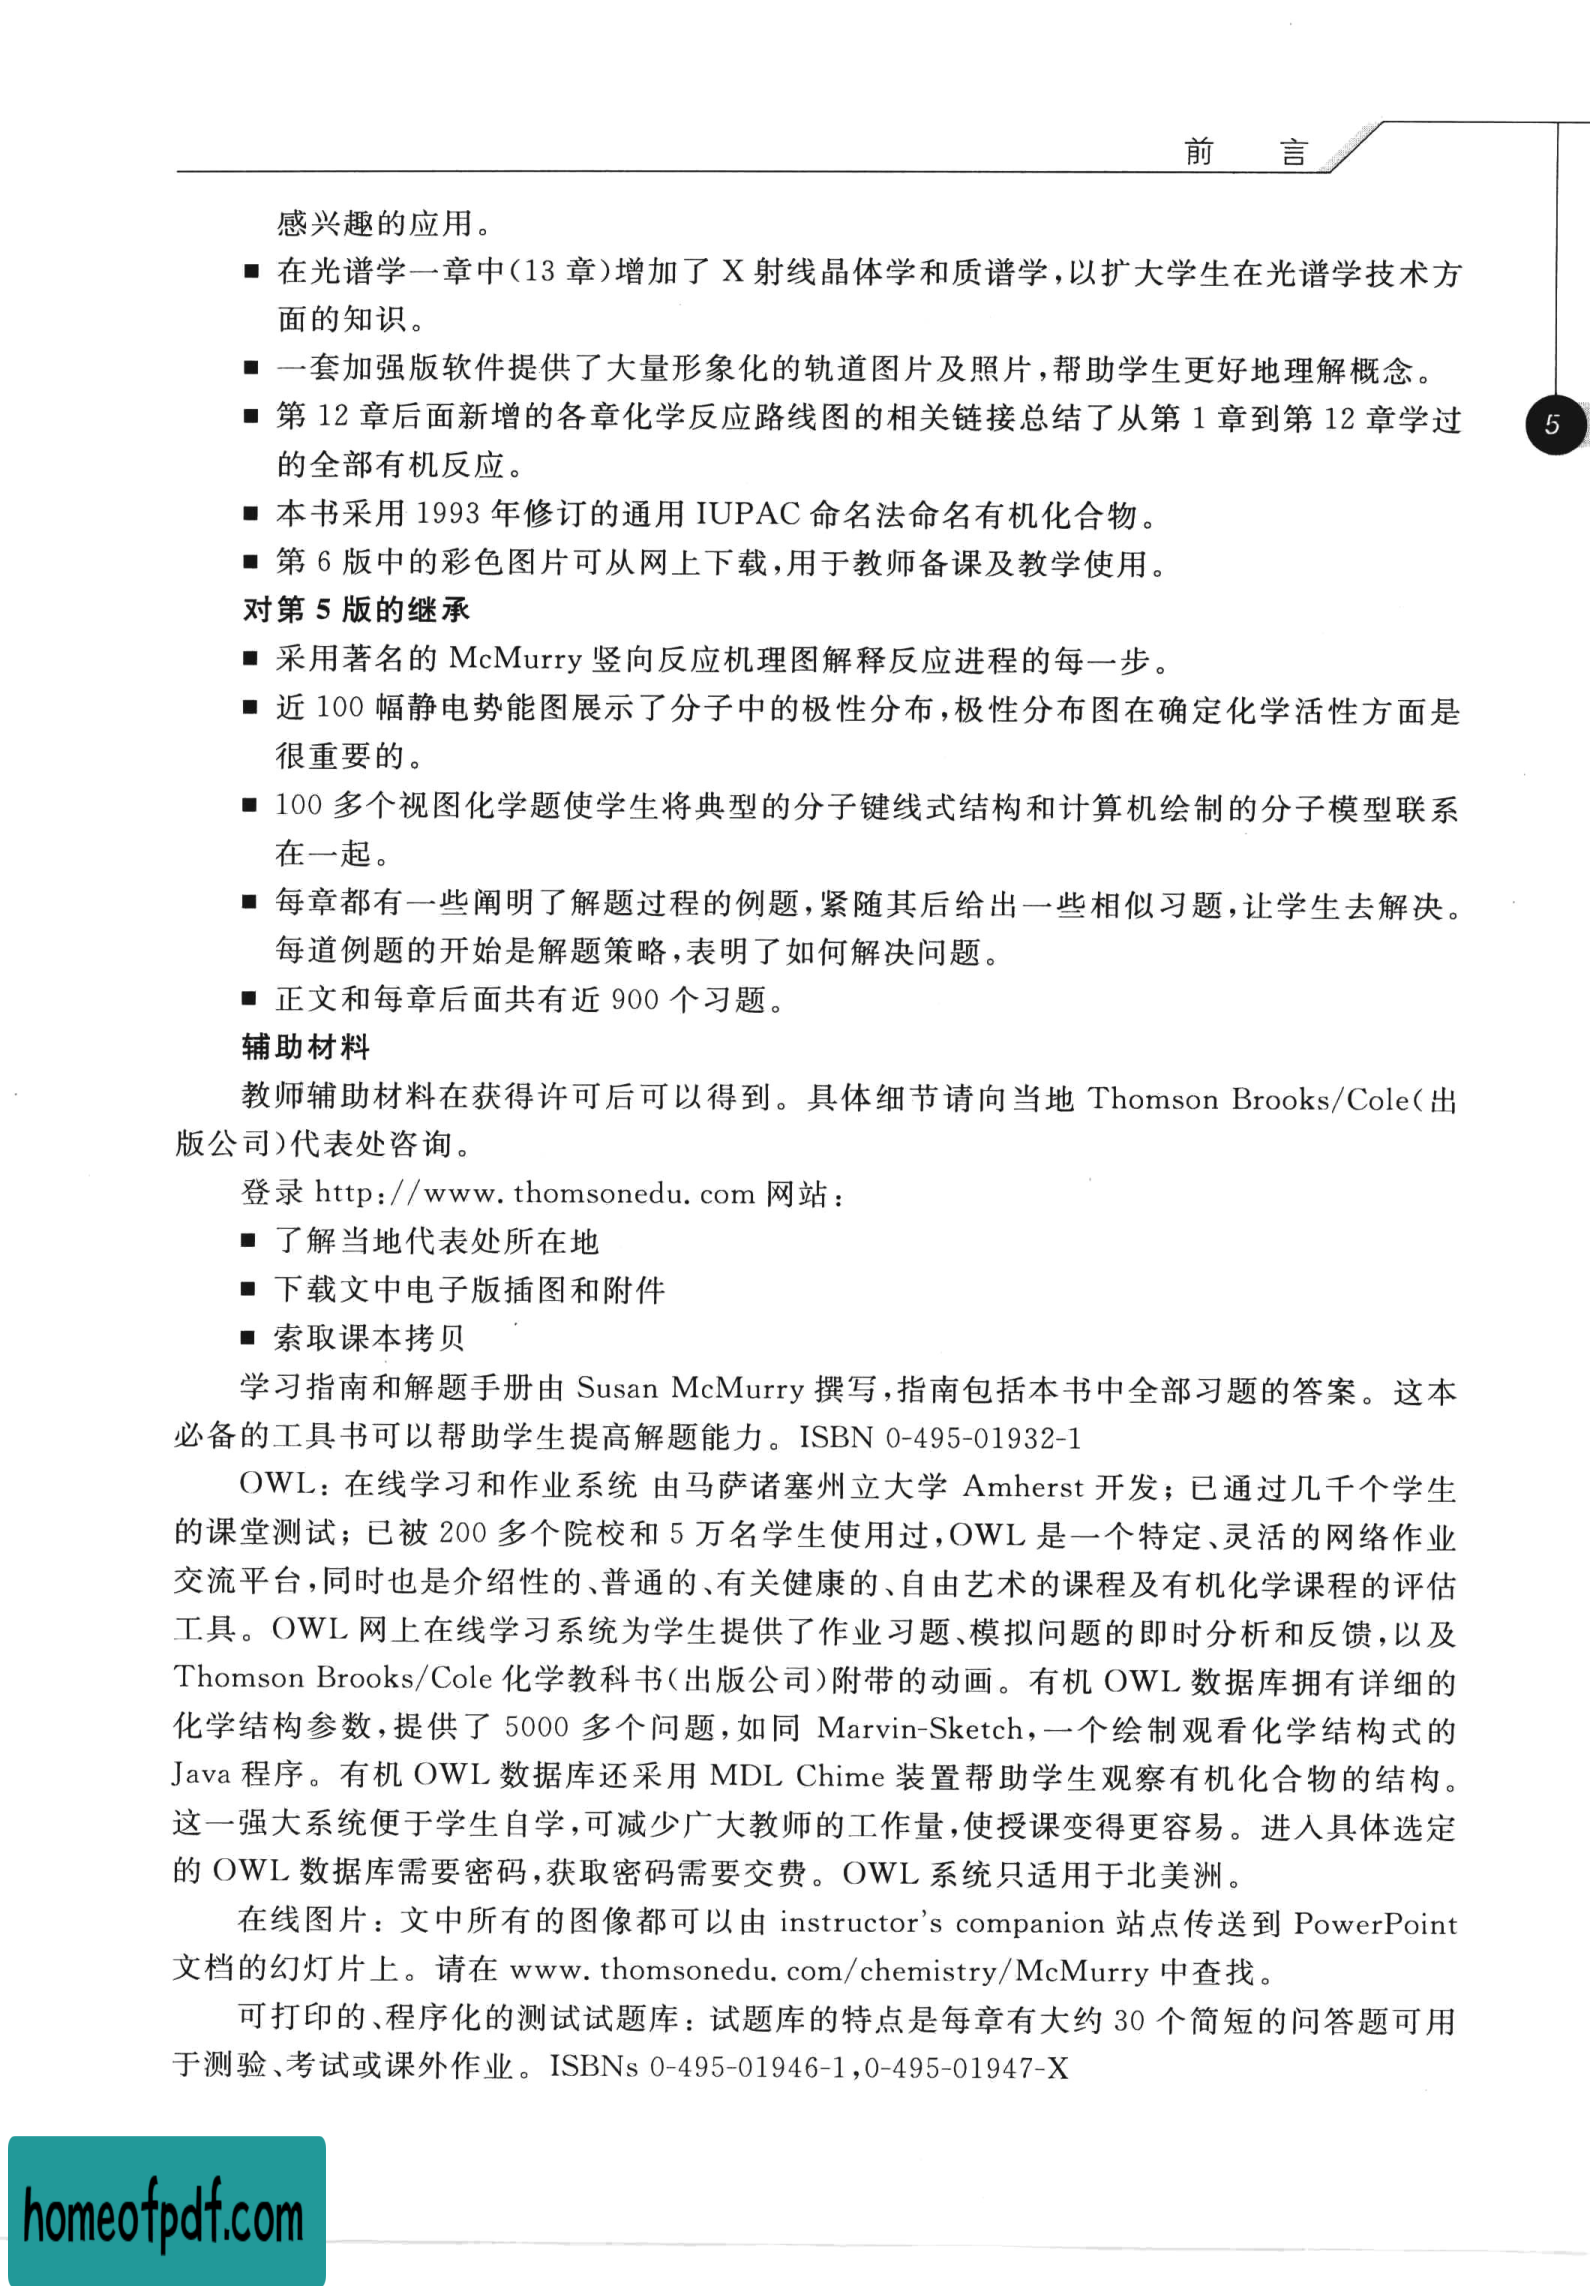 前 言
感兴趣的应用。
■ 在光谱学一章中(13 章)增加了 X 射线晶体学和质谱学,以扩大学生在光谱学技术方
面的知识。
■ 一套加强版软件提供了大量形象化的轨道图片及照片,帮助学生更好地理解概念。
■ 第 12 章后面新增的各章化学反应路线图的相关链接总结了从第 1 章到第 12 章学过
5
的全部有机反应。
■ 本书采用 1993 年修订的通用 IUPAC 命名法命名有机化合物。
■ 第 6 版中的彩色图片可从网上下载,用于教师备课及教学使用。
对第 5 版的继承
■ 采用著名的 McMurry 竖向反应机理图解释反应进程的每一步。
■ 近 100 幅静电势能图展示了分子中的极性分布,极性分布图在确定化学活性方面是
很重要的。
■ 100 多个视图化学题使学生将典型的分子键线式结构和计算机绘制的分子模型联系
在一起。
■ 每章都有一些阐明了解题过程的例题,紧随其后给出一些相似习题,让学生去解决。
每道例题的开始是解题策略,表明了如何解决问题。
■ 正文和每章后面共有近 900 个习题。
辅助材料
教师辅助材料在获得许可后可以得到。具体细节请向当地 Thomson Brooks/Cole(出
版公司)代表处咨询。
登录 http://www. thomsonedu. com 网站:
■ 了解当地代表处所在地
■ 下载文中电子版插图和附件
■ 索取课本拷贝
学习指南和解题手册由 Susan McMurry 撰写,指南包括本书中全部习题的答案。这本
必备的工具书可以帮助学生提高解题能力。ISBN 0-495-01932-1
OWL: 在线学习和作业系统 由马萨诸塞州立大学 Amherst 开发; 已通过几千个学生
的课堂测试; 已被 200 多个院校和 5 万名学生使用过,OWL 是一个特定、灵活的网络作业
交流平台,同时也是介绍性的、普通的、有关健康的、自由艺术的课程及有机化学课程的评估
工具。OWL 网上在线学习系统为学生提供了作业习题、模拟问题的即时分析和反馈,以及
Thomson Brooks/Cole 化学教科书(出版公司)附带的动画。有机 OWL 数据库拥有详细的
化学结构参数,提供了 5000 多个问题,如同 Marvin-Sketch,一个绘制观看化学结构式的
Java 程序。有机 OWL 数据库还采用 MDL Chime 装置帮助学生观察有机化合物的结构。
这一强大系统便于学生自学,可减少广大教师的工作量,使授课变得更容易。进入具体选定
的 OWL 数据库需要密码,获取密码需要交费。OWL 系统只适用于北美洲。
在线图片: 文中所有的图像都可以由 instructor's companion 站点传送到 PowerPoint
文档的幻灯片上。请在 www. thomsonedu. com/chemistry/McMurry 中查找。
可打印的、程序化的测试试题库: 试题库的特点是每章有大约 30 个简短的问答题可用
于测验、考试或课外作业。ISBNs 0-495-01946-1,0-495-01947-X
homeofpdf.com